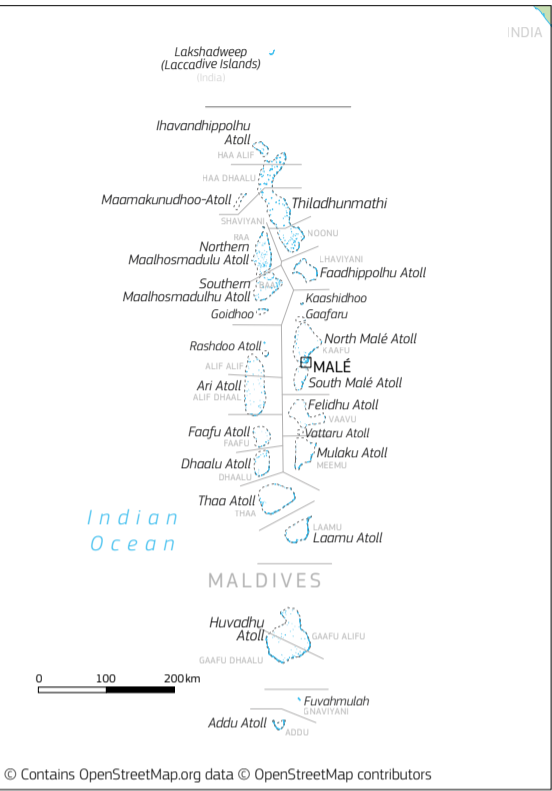 INDIA
Lakshadweep
(Laccadive Islands)
(India)
Ihavandhippolhu
Atoll
HAA ALIF
HAA DHAALU
Maamakunudhoo-Atoll
Thiladhunmathi
SHAVIYANI
RAA
NOONU
Northern
Maalhosmadulu Atoll
LHAVIYANI
Faadhippolhu Atoll
Southern
BAA
Maalhosmadulhu Atoll
Kaashidhoo
Goidhoo
Gaafaru
North Malé Atoll
Rashdoo Atoll
KAAFU
MALÉ
ALIF ALIF
South Malé Atoll
Ari Atoll
ALIF DHAAL
Felidhu Atoll
VAAVU
Faafu Atoll
Vattaru Atoll
FAAFU
Mulaku Atoll
Dhaalu Atoll
MEEMU
DHAALU
Thaa Atoll
THAA
Indian
Ocean
LAAMU
Laamu Atoll
MALDIVES
Huvadhu
Atoll
GAAFU ALIFU
GAAFU DHAALU
0 100 200 km
Fuvahmulah
GNAVIYANI
Addu Atoll
ADDU
© Contains OpenStreetMap.org data © OpenStreetMap contributors